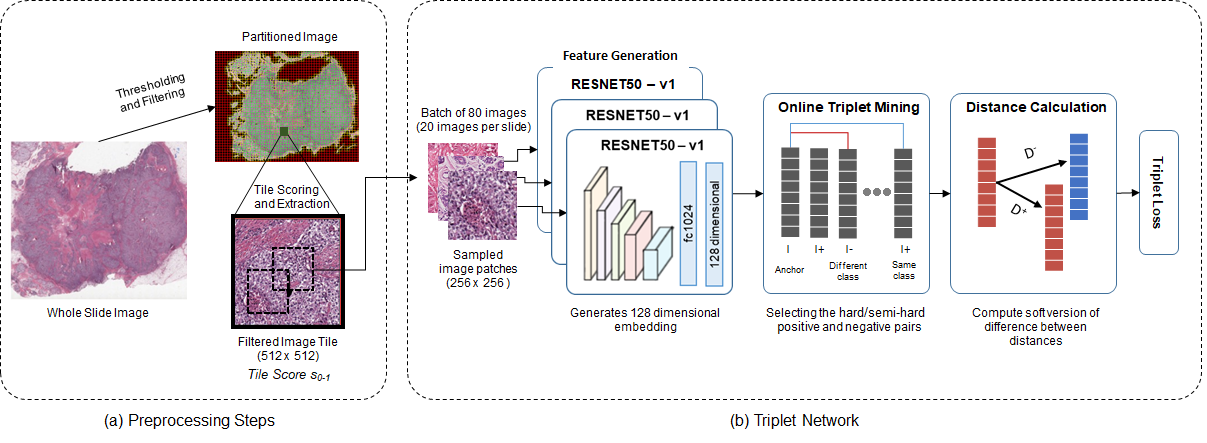 Partitioned Image
Thresholding
and Filtering
Tile Scoring
and Extraction
Whole Slide Image
Filtered Image Tile
(512 x 512)
Tile Score s0-1
(a) Preprocessing Steps
Feature Generation
RESNET50 – v1
RESNET50 – v1
RESNET50 – v1
Batch of 80 images
(20 images per slide)
Sampled
image patches
(256 x 256 )
fc1024
128 dimensional
Generates 128 dimensional
embedding
Online Triplet Mining
I
I+
I-
I+
Anchor
Different
class
Same
class
Selecting the hard/semi-hard
positive and negative pairs
Distance Calculation
D-
D+
Compute soft version of
difference between
distances
Triplet Loss
(b) Triplet Network